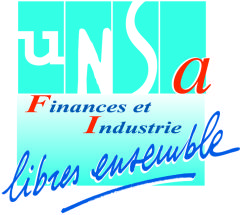 uNSa
Finances et
Industrie
libres ensemble